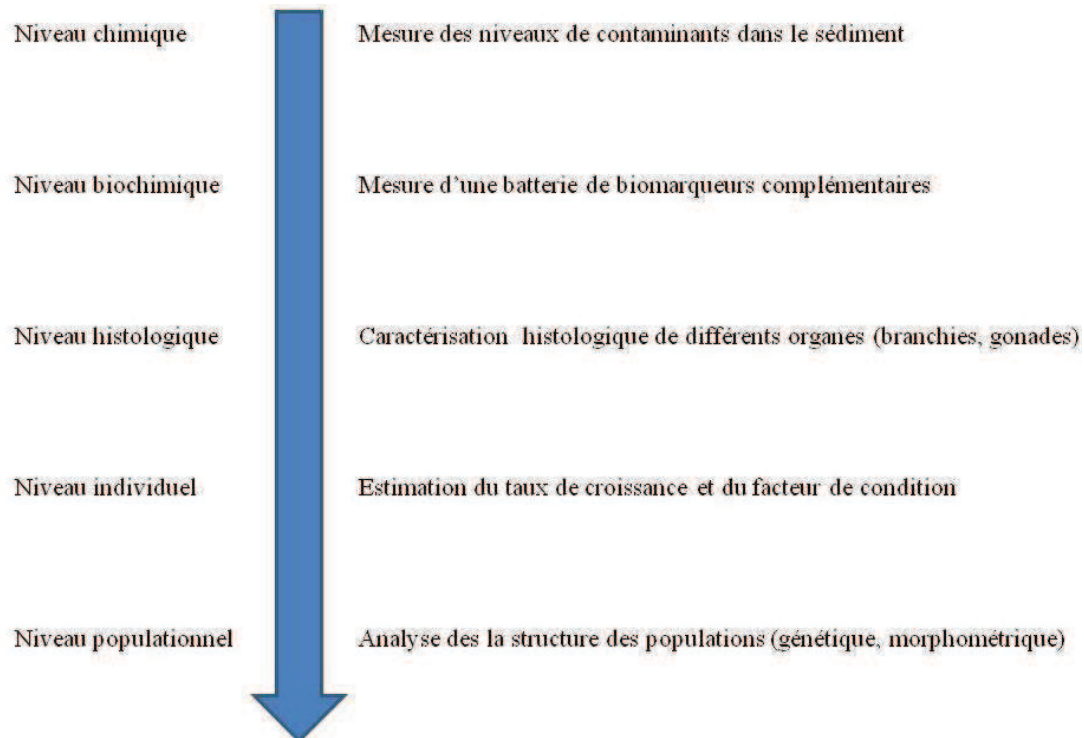 Niveau chimique Mesure des niveaux de contaminants dans le sédiment
Niveau biochimique Mesure d'une batterie de biomarqueurs complémentaires
Niveau histologique Caractérisation histologique de différents organes (branchies, gonades)
Niveau individuel Estimation du taux de croissance et du facteur de condition
Niveau populationnel Analyse des la structure des populations (génétique, morphométrique)